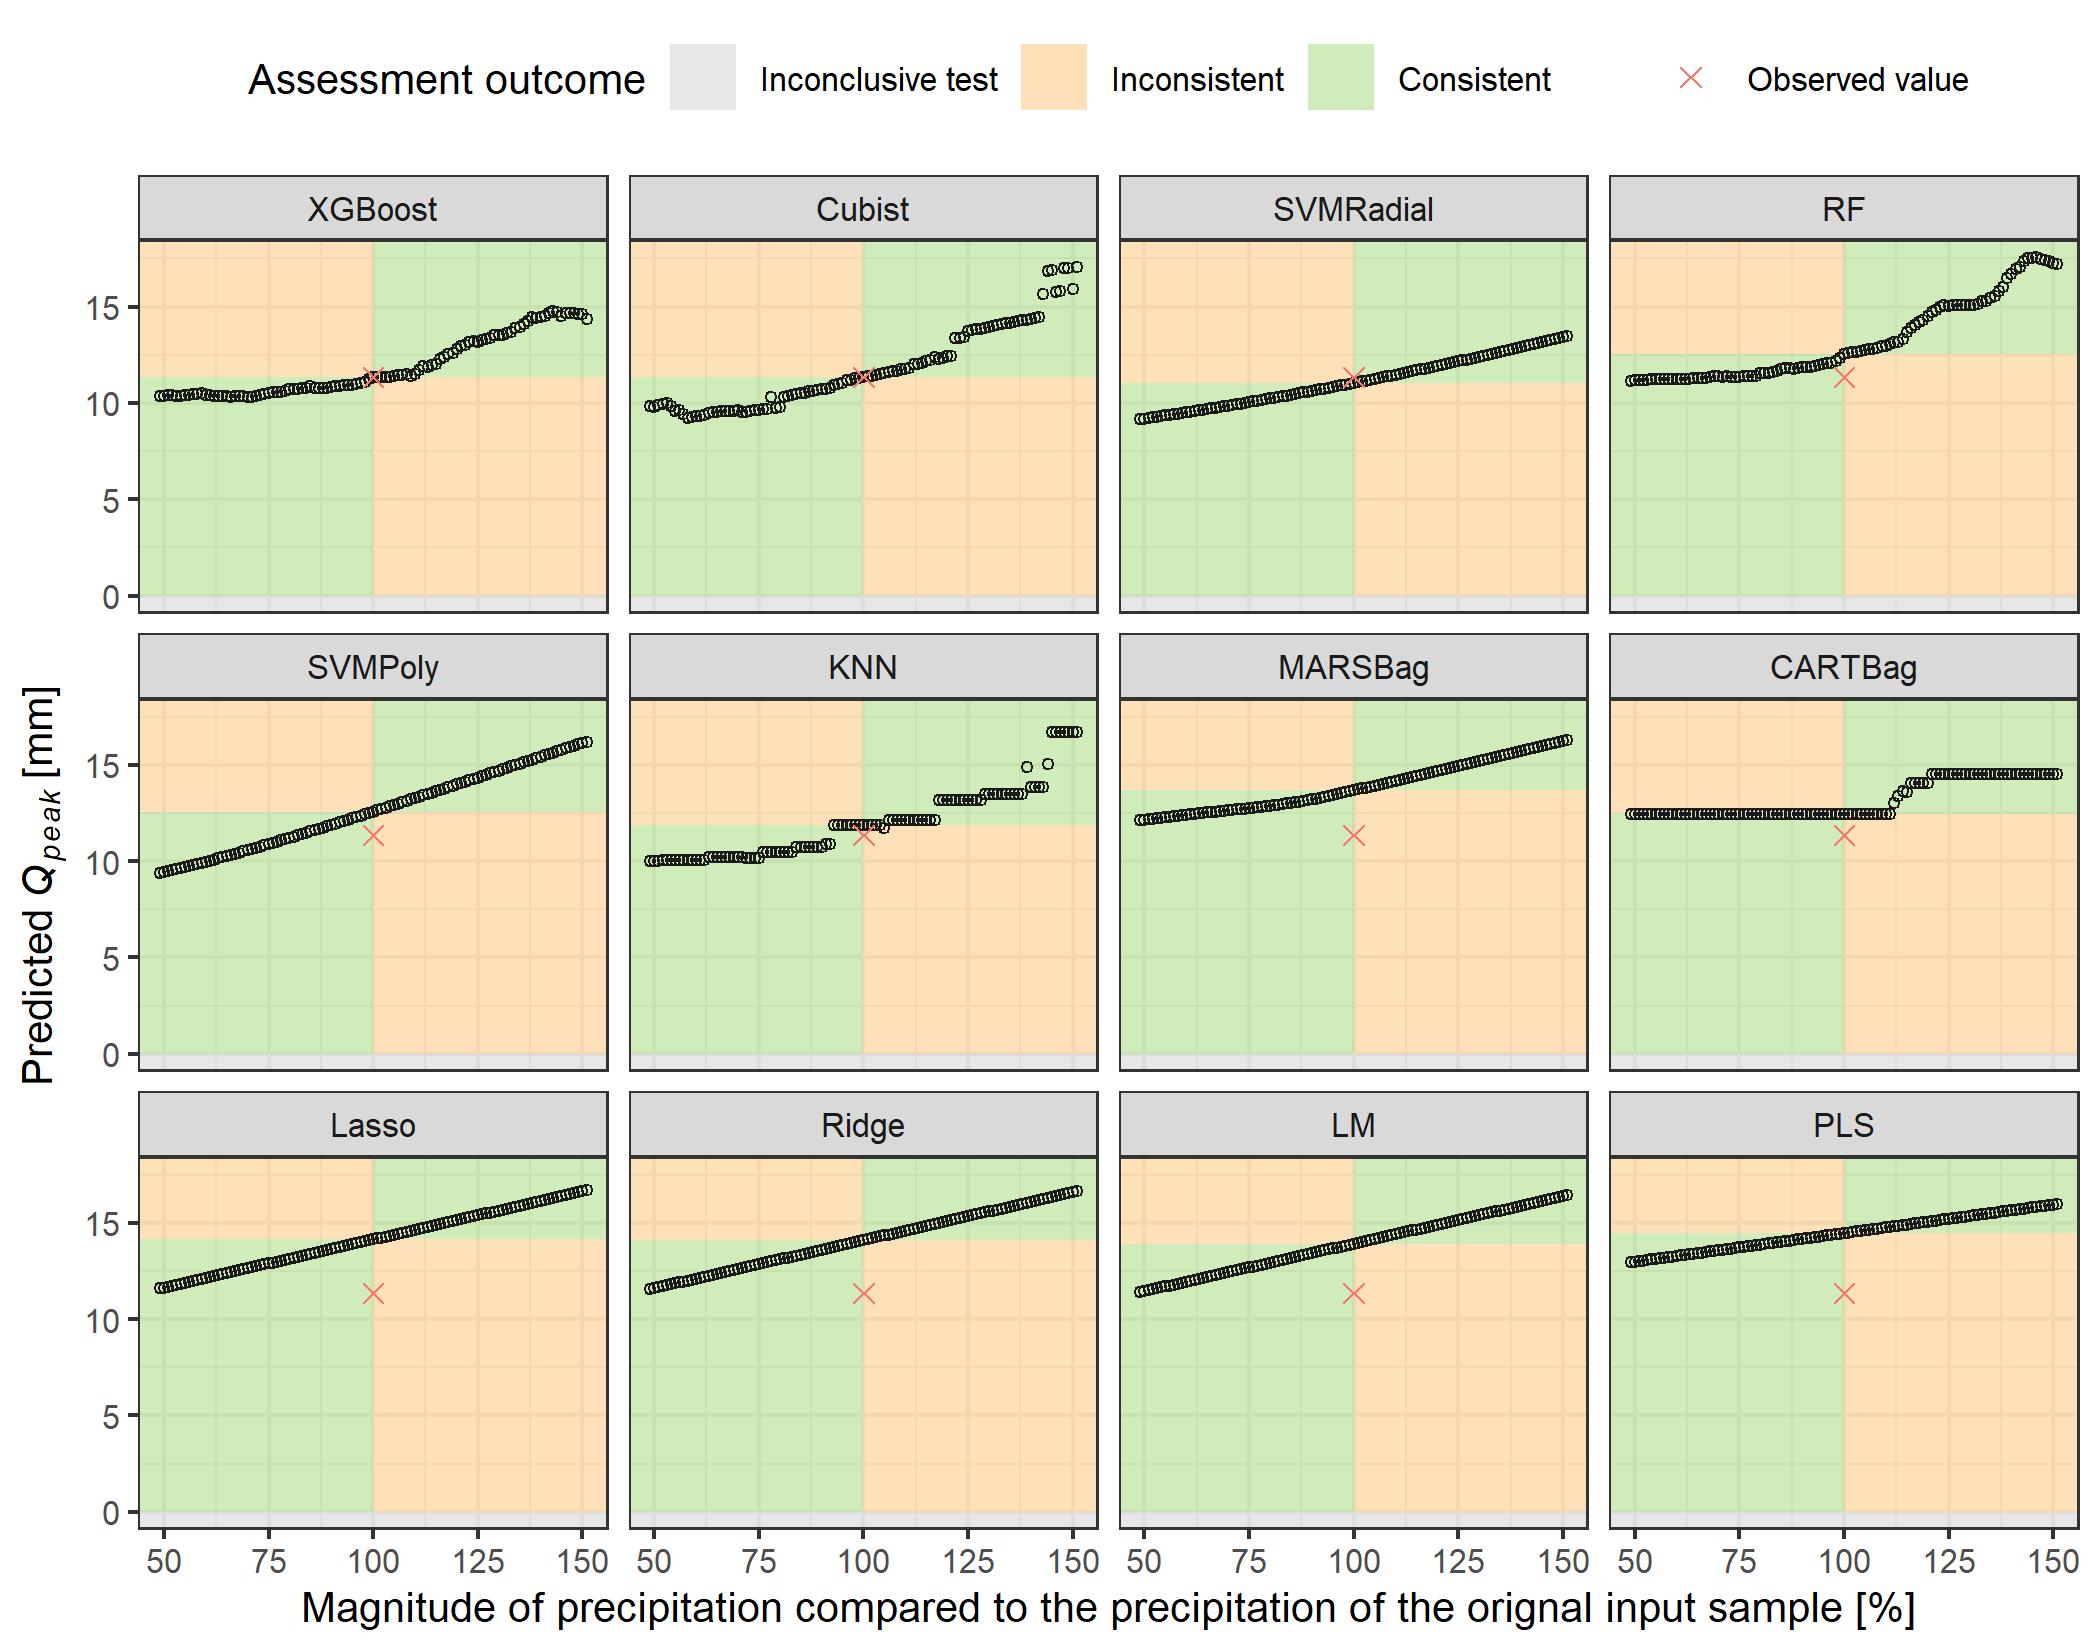 Assessment outcome Inconclusive test Inconsistent Consistent Observed value
XGBoost Cubist SVMRadial RF
15
10
5
0
SVMPoly KNN MARSBag CARTBag
15
10
5
0
Lasso Ridge LM PLS
15
10
5
0
50 75 100 125 150 50 75 100 125 150 50 75 100 125 150 50 75 100 125 150
Predicted Qpeak [mm]
Magnitude of precipitation compared to the precipitation of the orignal input sample [%]